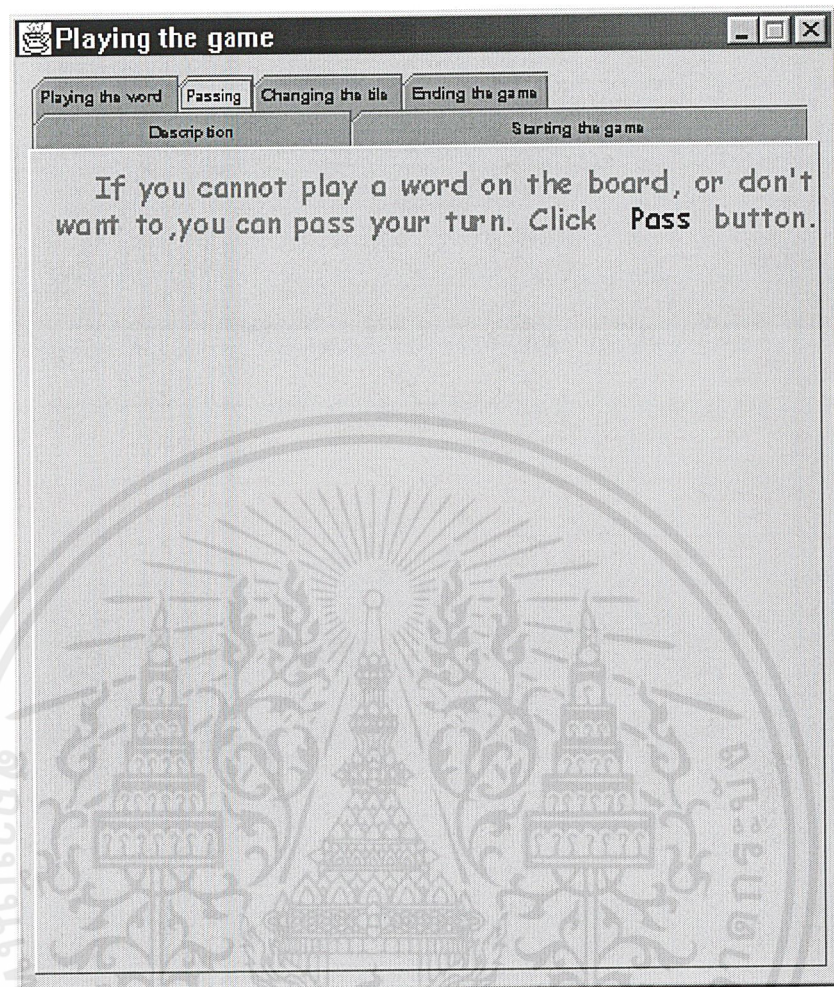 Playing the game
Playing the word Passing Changing the tile Ending the game
Description Starting the game
If you cannot play a word on the board, or don't
want to,you can pass your turn. Click Pass button.